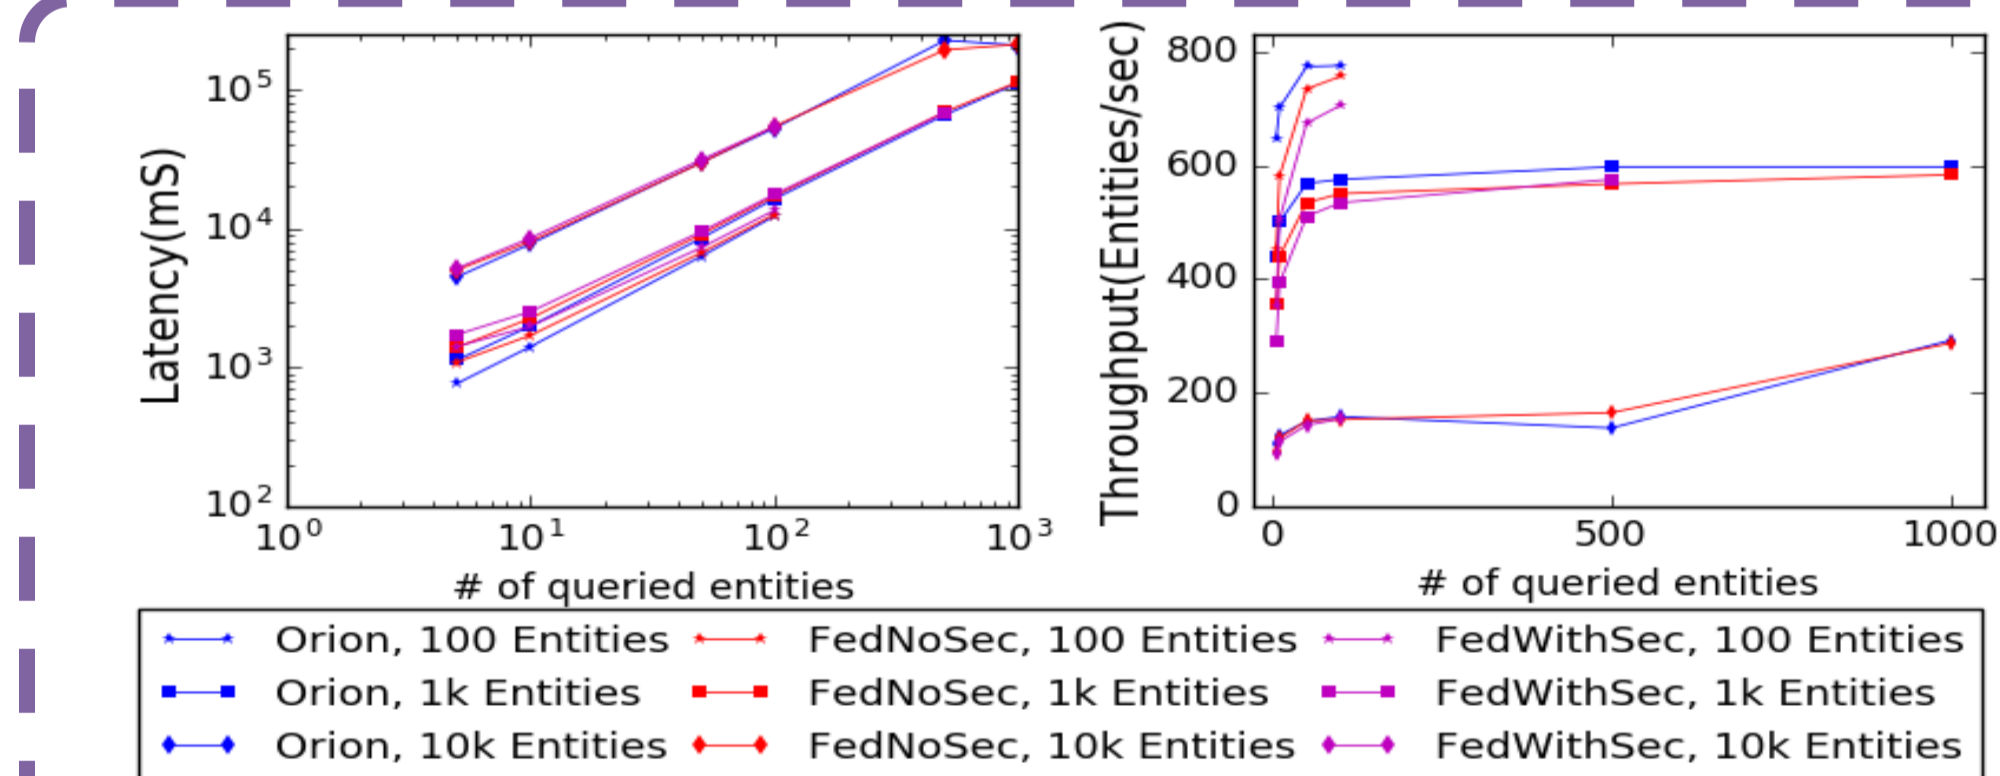 Latency(mS)
10^5
10^4
10^3
10^2
10^0 10^1 10^2 10^3
# of queried entities
Throughput(Entities/sec)
800
600
400
200
0
0 500 1000
# of queried entities
Orion, 100 Entities FedNoSec, 100 Entities FedWithSec, 100 Entities
Orion, 1k Entities FedNoSec, 1k Entities FedWithSec, 1k Entities
Orion, 10k Entities FedNoSec, 10k Entities FedWithSec, 10k Entities